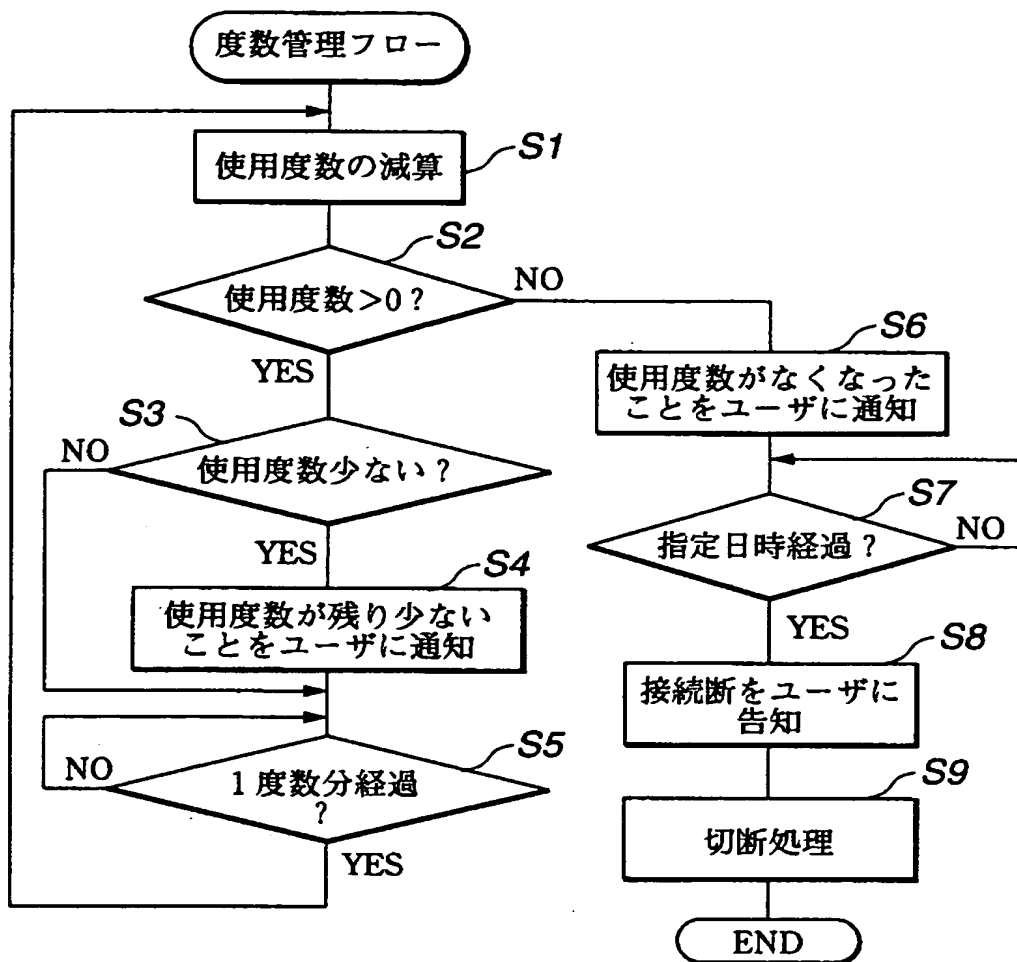 度数管理フロー
S1
使用度数の減算
S2
使用度数>0?
NO
YES
S3
使用度数少ない?
NO
YES
S4
使用度数が残り少ない
ことをユーザに通知
S5
1度数分経過
?
NO
YES
S6
使用度数がなくなった
ことをユーザに通知
S7
指定日時経過?
NO
YES
S8
接続断をユーザに
告知
S9
切断処理
END